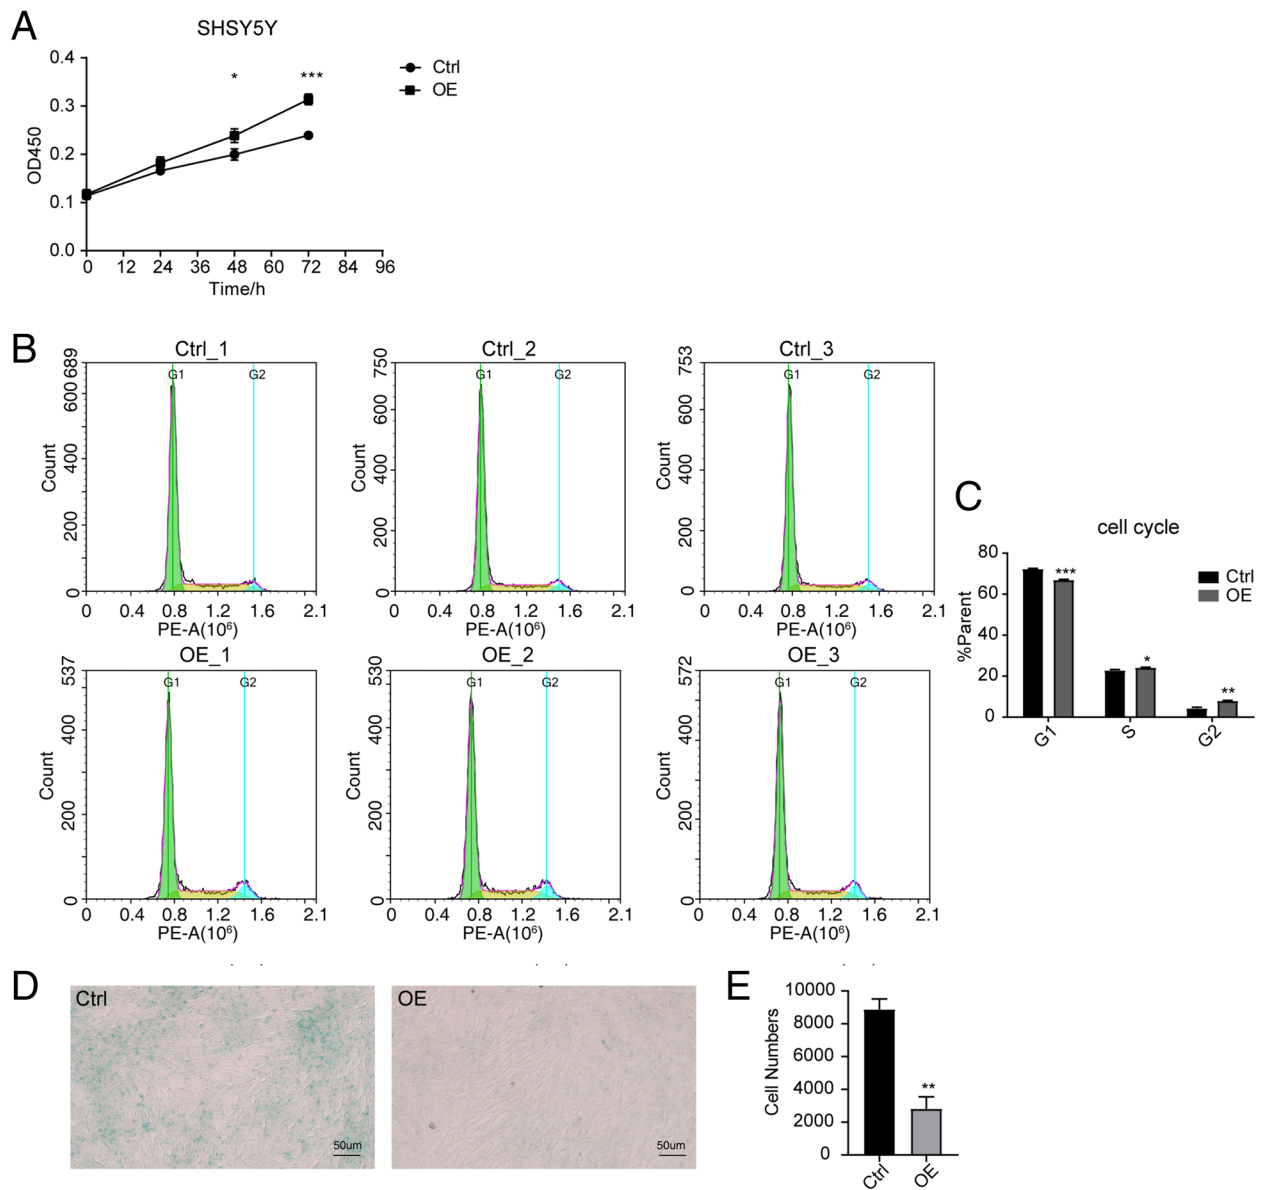 A
SHSY5Y
0.4
0.3
0.2
0.1
0.0
OD450
* ***
Ctrl
OE
0 12 24 36 48 60 72 84 96
Time/h
B
Ctrl_1
689
600
400
200
0
Count
G1 G2
0 0.4 0.8 1.2 1.6 2.1
PE-A(10⁶)
Ctrl_2
750
600
400
200
0
Count
G1 G2
0 0.4 0.8 1.2 1.6 2.1
PE-A(10⁶)
Ctrl_3
753
600
400
200
0
Count
G1 G2
0 0.4 0.8 1.2 1.6 2.1
PE-A(10⁶)
OE_1
537
400
200
0
Count
G1 G2
0 0.4 0.8 1.2 1.6 2.1
PE-A(10⁶)
OE_2
530
400
200
0
Count
G1 G2
0 0.4 0.8 1.2 1.6 2.1
PE-A(10⁶)
OE_3
572
400
200
0
Count
G1 G2
0 0.4 0.8 1.2 1.6 2.1
PE-A(10⁶)
C
cell cycle
80
60
40
20
0
%Parent
*** * **
Ctrl
OE
G1 S G2
D
Ctrl
50um
OE
50um
E
10000
8000
6000
4000
2000
0
Cell Numbers
**
Ctrl OE